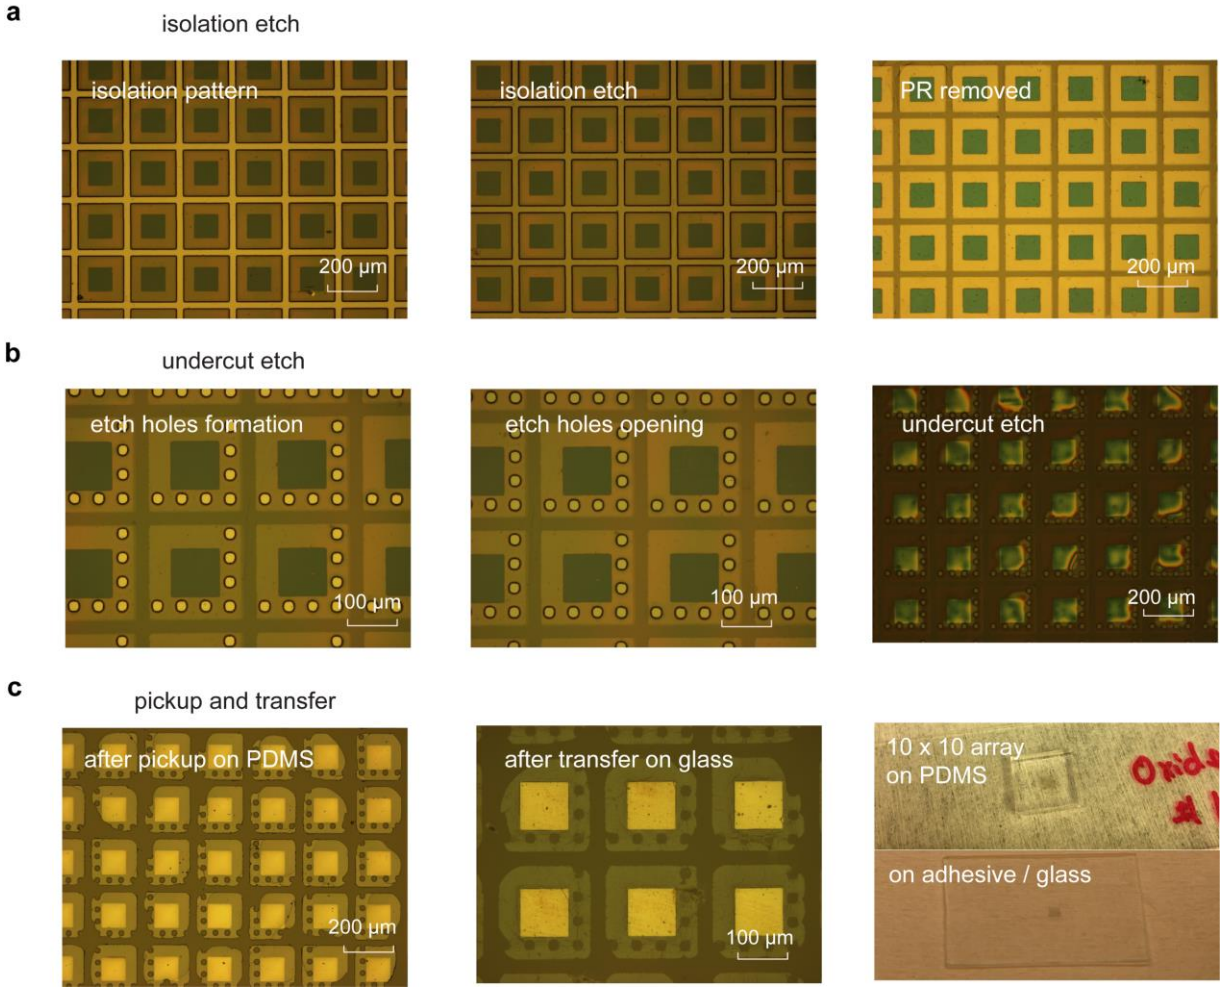 a
isolation etch
isolation pattern
isolation etch
PR removed
200 µm
200 µm
200 µm
b
undercut etch
etch holes formation
etch holes opening
undercut etch
100 µm
100 µm
200 µm
c
pickup and transfer
after pickup on PDMS
after transfer on glass
10 x 10 array
on PDMS
on adhesive / glass
200 µm
100 µm